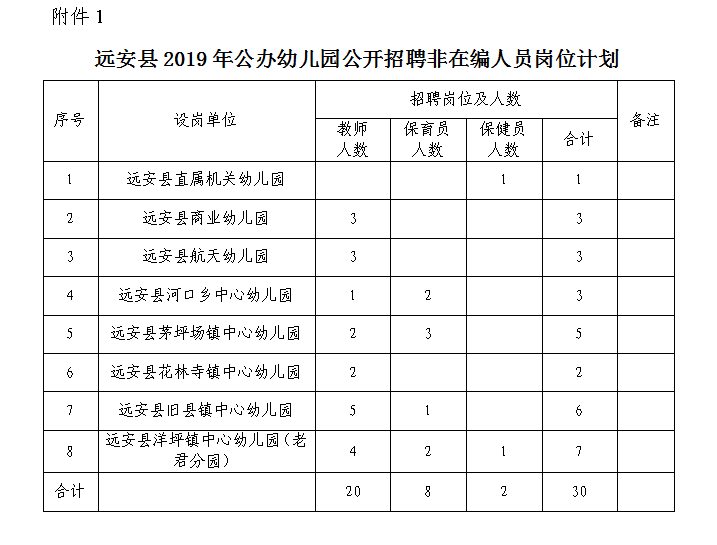 附件 1
远安县 2019 年公办幼儿园公开招聘非在编人员岗位计划
序号 设岗单位 招聘岗位及人数 备注
教师人数 保育员人数 保健员人数 合计
1 远安县直属机关幼儿园 1 1
2 远安县商业幼儿园 3 3
3 远安县航天幼儿园 3 3
4 远安县河口乡中心幼儿园 1 2 3
5 远安县茅坪场镇中心幼儿园 2 3 5
6 远安县花林寺镇中心幼儿园 2 2
7 远安县旧县镇中心幼儿园 5 1 6
8 远安县洋坪镇中心幼儿园（老君分园） 4 2 1 7
合计 20 8 2 30